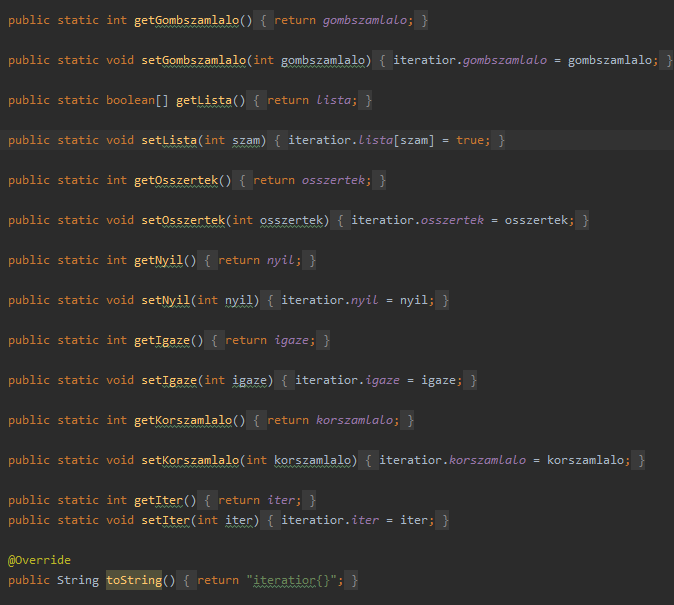 public static int getGombszamlalo() { return gombszamlalo; }
public static void setGombszamlalo(int gombszamlalo) { iteratior.gombszamlalo = gombszamlalo; }
public static boolean[] getLista() { return lista; }
public static void setLista(int szam) { iteratior.lista[szam] = true; }
public static int getOsszertek() { return osszertek; }
public static void setOsszertek(int osszertek) { iteratior.osszertek = osszertek; }
public static int getNyil() { return nyil; }
public static void setNyil(int nyil) { iteratior.nyil = nyil; }
public static int getIgaze() { return igaze; }
public static void setIgaze(int igaze) { iteratior.igaze = igaze; }
public static int getKorszamlalo() { return korszamlalo; }
public static void setKorszamlalo(int korszamlalo) { iteratior.korszamlalo = korszamlalo; }
public static int getIter() { return iter; }
public static void setIter(int iter) { iteratior.iter = iter; }
@Override
public String toString() { return "iteratior{}"; }